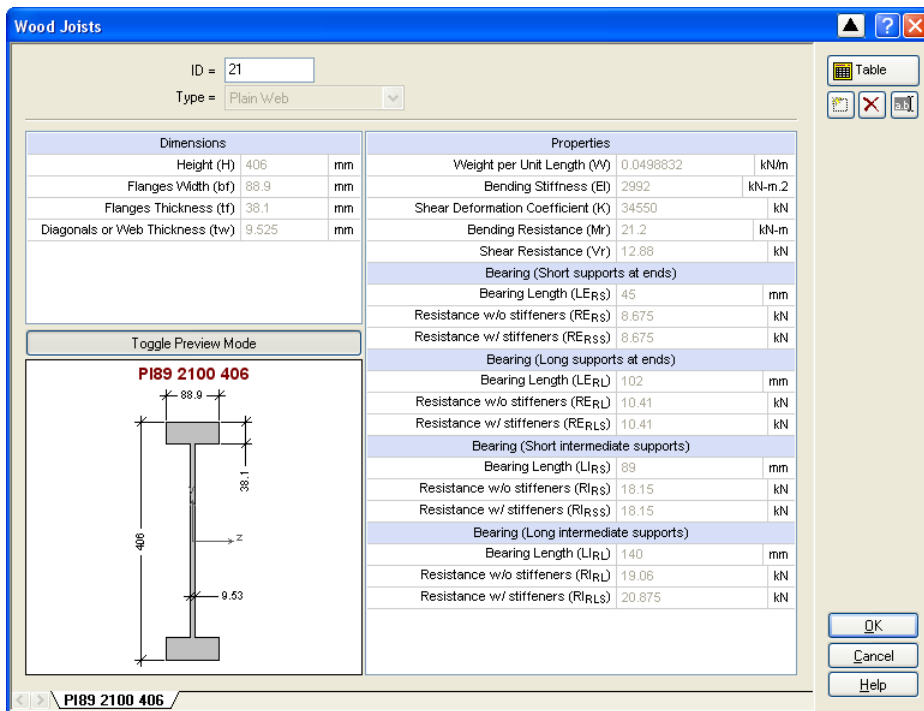 Wood Joists
ID = 21
Type = Plain Web
Table
Dimensions
Height (H) 406 mm
Flanges Width (bf) 88.9 mm
Flanges Thickness (tf) 38.1 mm
Diagonals or Web Thickness (tw) 9.525 mm
Toggle Preview Mode
PI89 2100 406
88.9
38.1
406
z
9.53
Properties
Weight per Unit Length (W) 0.0498832 kN/m
Bending Stiffness (EI) 2992 kN-m.2
Shear Deformation Coefficient (K) 34550 kN
Bending Resistance (Mr) 21.2 kN-m
Shear Resistance (Vr) 12.88 kN
Bearing (Short supports at ends)
Bearing Length (LERS) 45 mm
Resistance w/o stiffeners (RERS) 8.675 kN
Resistance w/ stiffeners (RERSS) 8.675 kN
Bearing (Long supports at ends)
Bearing Length (LERL) 102 mm
Resistance w/o stiffeners (RERL) 10.41 kN
Resistance w/ stiffeners (RERLS) 10.41 kN
Bearing (Short intermediate supports)
Bearing Length (LIRS) 89 mm
Resistance w/o stiffeners (RIRS) 18.15 kN
Resistance w/ stiffeners (RIRSS) 18.15 kN
Bearing (Long intermediate supports)
Bearing Length (LIRL) 140 mm
Resistance w/o stiffeners (RIRL) 19.06 kN
Resistance w/ stiffeners (RIRLS) 20.875 kN
OK
Cancel
Help
PI89 2100 406